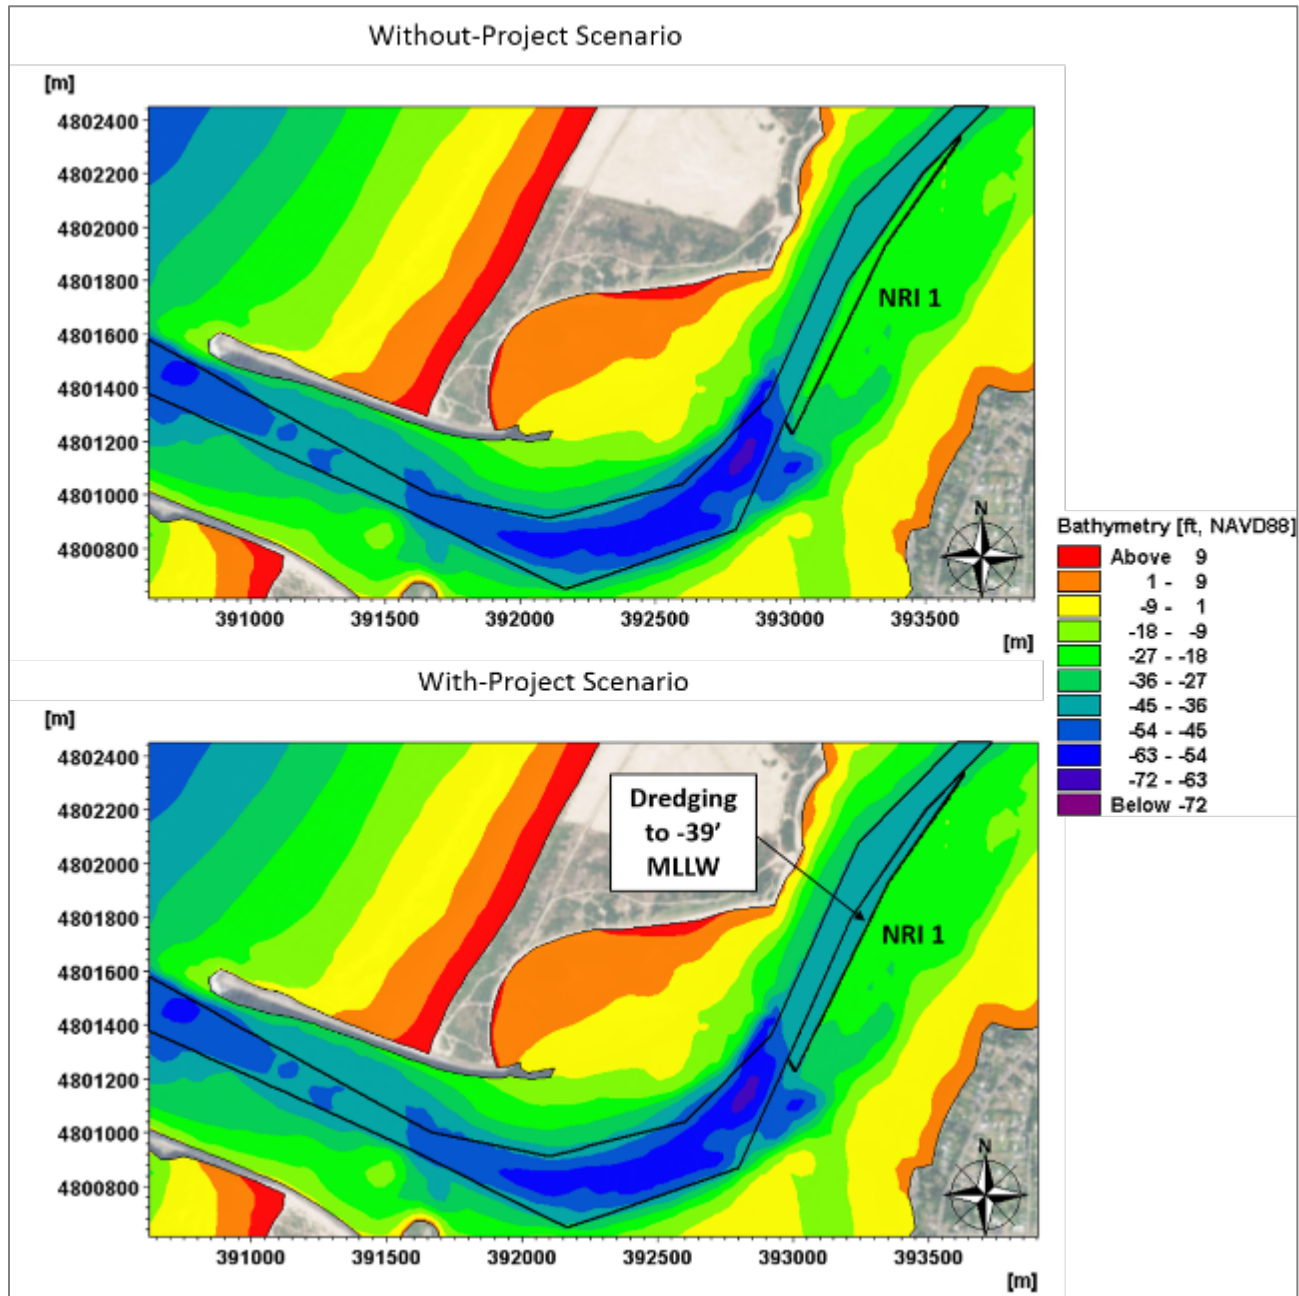 Without-Project Scenario
[m]
4802400
4802200
4802000
4801800
4801600
4801400
4801200
4801000
4800800
NRI 1
N
391000 391500 392000 392500 393000 393500
[m]
Bathymetry [ft, NAVD88]
Above 9
1 - 9
-9 - 1
-18 - -9
-27 - -18
-36 - -27
-45 - -36
-54 - -45
-63 - -54
-72 - -63
Below -72
With-Project Scenario
[m]
4802400
4802200
4802000
4801800
4801600
4801400
4801200
4801000
4800800
Dredging
to -39’
MLLW
NRI 1
N
391000 391500 392000 392500 393000 393500
[m]